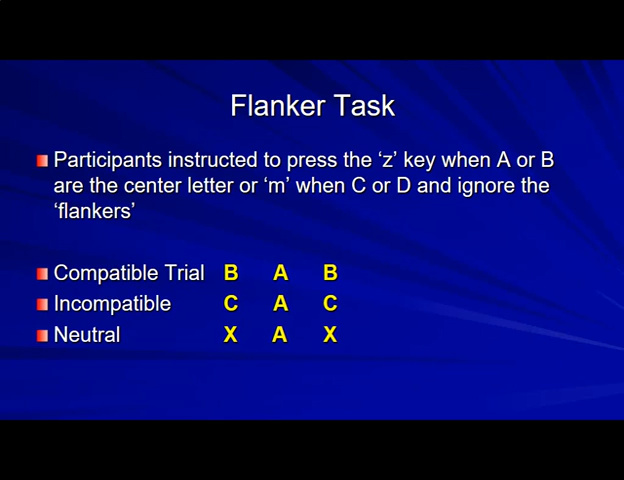 Flanker Task
Participants instructed to press the ‘z’ key when A or B
are the center letter or ‘m’ when C or D and ignore the
‘flankers’
Compatible Trial B A B
Incompatible C A C
Neutral X A X